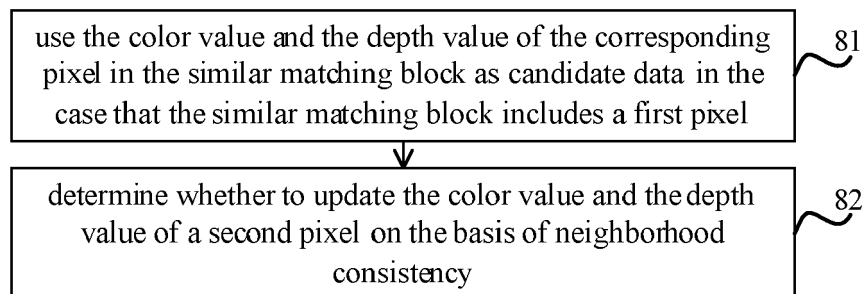 use the color value and the depth value of the corresponding
pixel in the similar matching block as candidate data in the
case that the similar matching block includes a first pixel
81
determine whether to update the color value and the depth
value of a second pixel on the basis of neighborhood
consistency
82